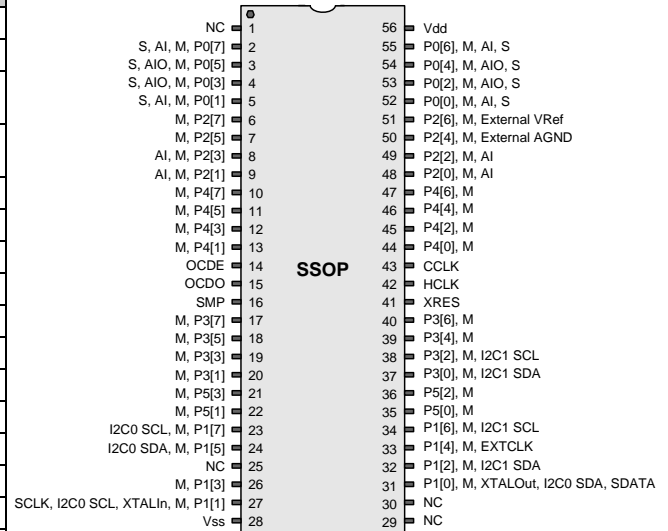 NC 1 56 Vdd
S, AI, M, P0[7] 2 55 P0[6], M, AI, S
S, AIO, M, P0[5] 3 54 P0[4], M, AIO, S
S, AIO, M, P0[3] 4 53 P0[2], M, AIO, S
S, AI, M, P0[1] 5 52 P0[0], M, AI, S
M, P2[7] 6 51 P2[6], M, External VRef
M, P2[5] 7 50 P2[4], M, External AGND
AI, M, P2[3] 8 49 P2[2], M, AI
AI, M, P2[1] 9 48 P2[0], M, AI
M, P4[7] 10 47 P4[6], M
M, P4[5] 11 46 P4[4], M
M, P4[3] 12 45 P4[2], M
M, P4[1] 13 44 P4[0], M
OCDE 14 SSOP 43 CCLK
OCDO 15 42 HCLK
SMP 16 41 XRES
M, P3[7] 17 40 P3[6], M
M, P3[5] 18 39 P3[4], M
M, P3[3] 19 38 P3[2], M, I2C1 SCL
M, P3[1] 20 37 P3[0], M, I2C1 SDA
M, P5[3] 21 36 P5[2], M
M, P5[1] 22 35 P5[0], M
I2C0 SCL, M, P1[7] 23 34 P1[6], M, I2C1 SCL
I2C0 SDA, M, P1[5] 24 33 P1[4], M, EXTCLK
NC 25 32 P1[2], M, I2C1 SDA
M, P1[3] 26 31 P1[0], M, XTALOut, I2C0 SDA, SDATA
SCLK, I2C0 SCL, XTALIn, M, P1[1] 27 30 NC
Vss 28 29 NC